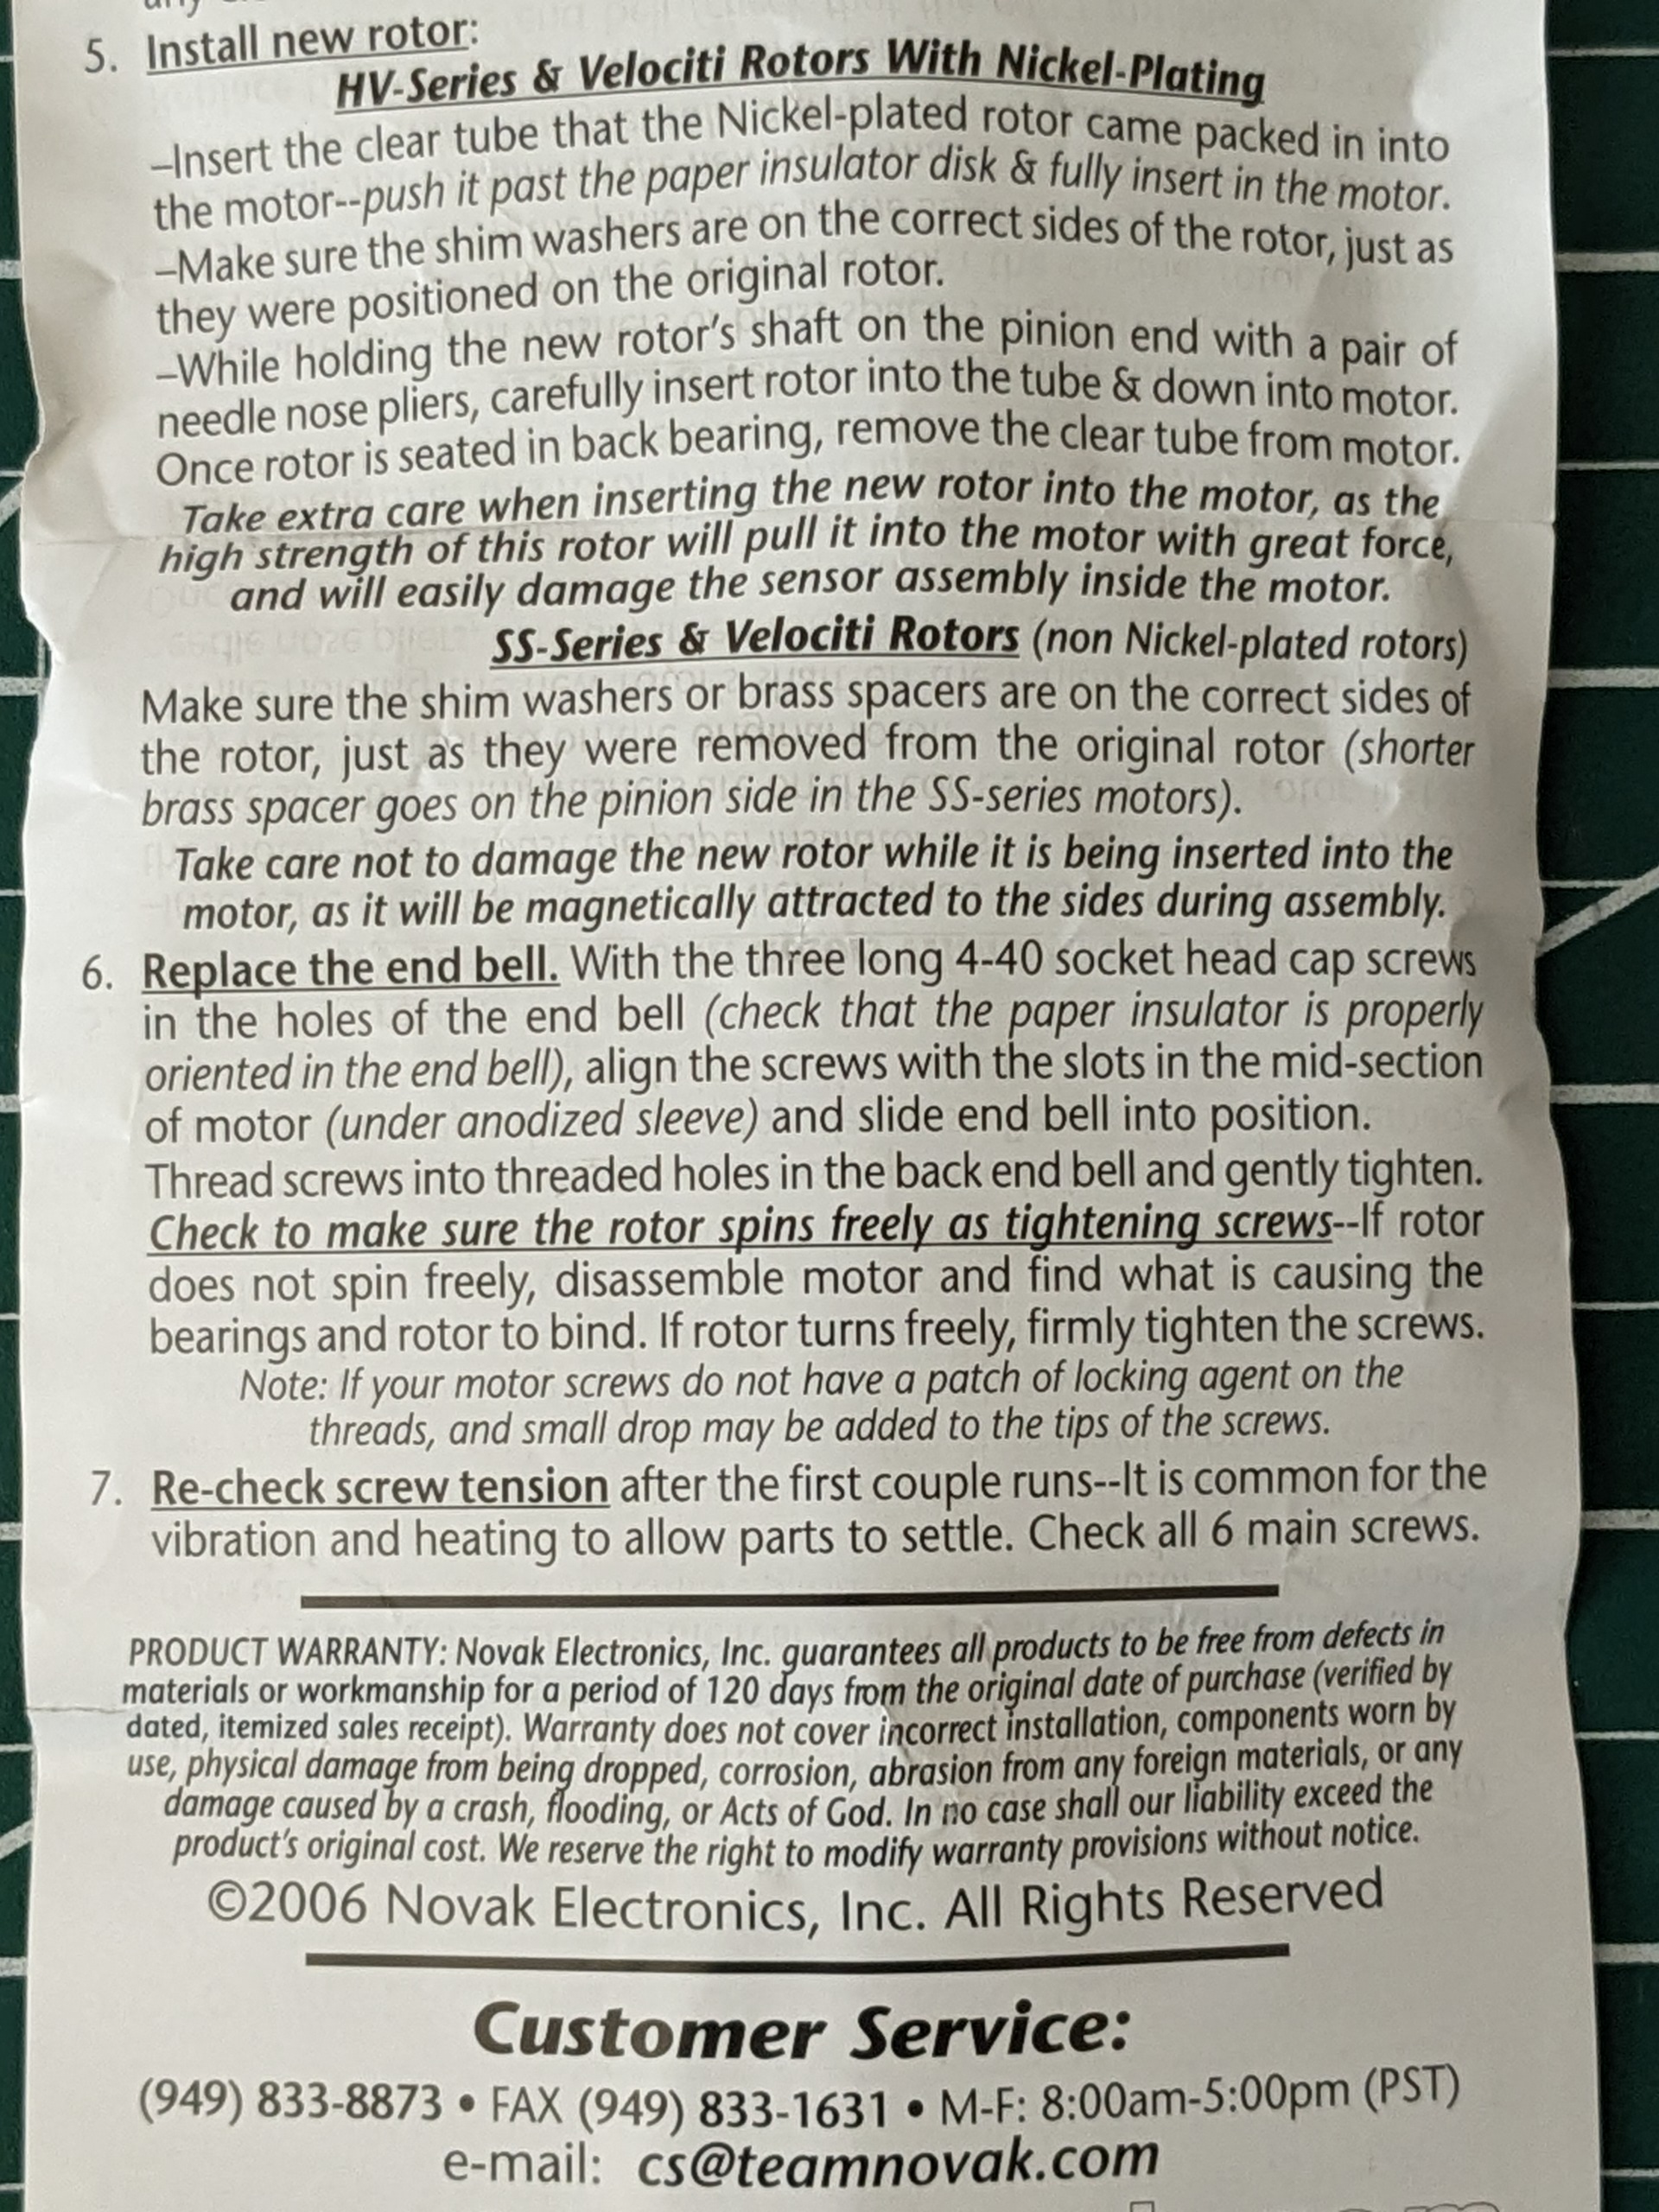 5. Install new rotor:
HV-Series & Velociti Rotors With Nickel-Plating
–Insert the clear tube that the Nickel-plated rotor came packed in into
the motor--push it past the paper insulator disk & fully insert in the motor.
–Make sure the shim washers are on the correct sides of the rotor, just as
they were positioned on the original rotor.
–While holding the new rotor's shaft on the pinion end with a pair of
needle nose pliers, carefully insert rotor into the tube & down into motor.
Once rotor is seated in back bearing, remove the clear tube from motor.
Take extra care when inserting the new rotor into the motor, as the
high strength of this rotor will pull it into the motor with great force,
and will easily damage the sensor assembly inside the motor.
SS-Series & Velociti Rotors (non Nickel-plated rotors)
Make sure the shim washers or brass spacers are on the correct sides of
the rotor, just as they were removed from the original rotor (shorter
brass spacer goes on the pinion side in the SS-series motors).
Take care not to damage the new rotor while it is being inserted into the
motor, as it will be magnetically attracted to the sides during assembly.
6. Replace the end bell. With the three long 4-40 socket head cap screws
in the holes of the end bell (check that the paper insulator is properly
oriented in the end bell), align the screws with the slots in the mid-section
of motor (under anodized sleeve) and slide end bell into position.
Thread screws into threaded holes in the back end bell and gently tighten.
Check to make sure the rotor spins freely as tightening screws--If rotor
does not spin freely, disassemble motor and find what is causing the
bearings and rotor to bind. If rotor turns freely, firmly tighten the screws.
Note: If your motor screws do not have a patch of locking agent on the
threads, and small drop may be added to the tips of the screws.
7. Re-check screw tension after the first couple runs--It is common for the
vibration and heating to allow parts to settle. Check all 6 main screws.
PRODUCT WARRANTY: Novak Electronics, Inc. guarantees all products to be free from defects in
materials or workmanship for a period of 120 days from the original date of purchase (verified by
dated, itemized sales receipt). Warranty does not cover incorrect installation, components worn by
use, physical damage from being dropped, corrosion, abrasion from any foreign materials, or any
damage caused by a crash, flooding, or Acts of God. In no case shall our liability exceed the
product's original cost. We reserve the right to modify warranty provisions without notice.
©2006 Novak Electronics, Inc. All Rights Reserved
Customer Service:
(949) 833-8873 • FAX (949) 833-1631 • M-F: 8:00am-5:00pm (PST)
e-mail: cs@teamnovak.com